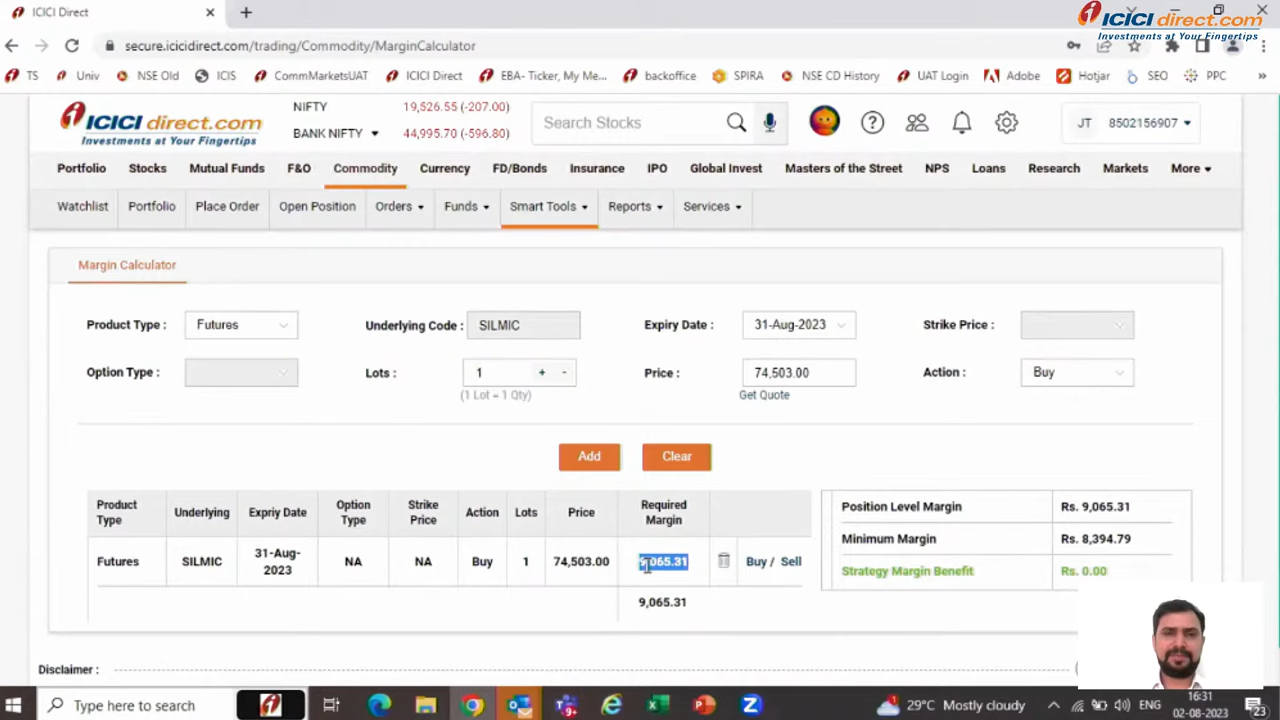 ICICI Direct
ICICI direct.com
Investments at Your Fingertips
secure.icicidirect.com/trading/Commodity/MarginCalculator
TS Univ NSE Old ICIS CommMarketsUAT ICICI Direct EBA- Ticker, My Me... backoffice SPIRA NSE CD History UAT Login Adobe Hotjar SEO PPC »
ICICI direct.com
Investments at Your Fingertips
NIFTY 19,526.55 (-207.00)
BANK NIFTY 44,995.70 (-596.80)
Search Stocks
JT 8502156907
Portfolio Stocks Mutual Funds F&O Commodity Currency FD/Bonds Insurance IPO Global Invest Masters of the Street NPS Loans Research Markets More
Watchlist Portfolio Place Order Open Position Orders Funds Smart Tools Reports Services
Margin Calculator
Product Type : Futures Underlying Code : SILMIC Expiry Date : 31-Aug-2023 Strike Price :
Option Type : Lots : 1 + - Price : 74,503.00 Action : Buy
(1 Lot = 1 Qty) Get Quote
Add Clear
Product Type Underlying Expriy Date Option Type Strike Price Action Lots Price Required Margin
Futures SILMIC 31-Aug-2023 NA NA Buy 1 74,503.00 9,065.31 Buy / Sell
9,065.31
Position Level Margin Rs. 9,065.31
Minimum Margin Rs. 8,394.79
Strategy Margin Benefit Rs. 0.00
Disclaimer :
Type here to search
29°C Mostly cloudy
ENG
16:31
02-08-2023
23